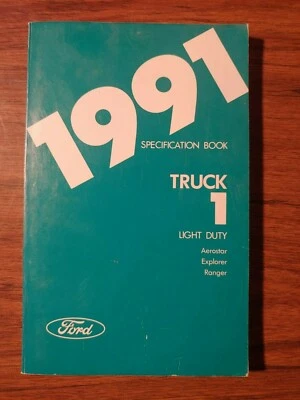 1991
SPECIFICATION BOOK
TRUCK
1
LIGHT DUTY
Aerostar
Explorer
Ranger
Ford